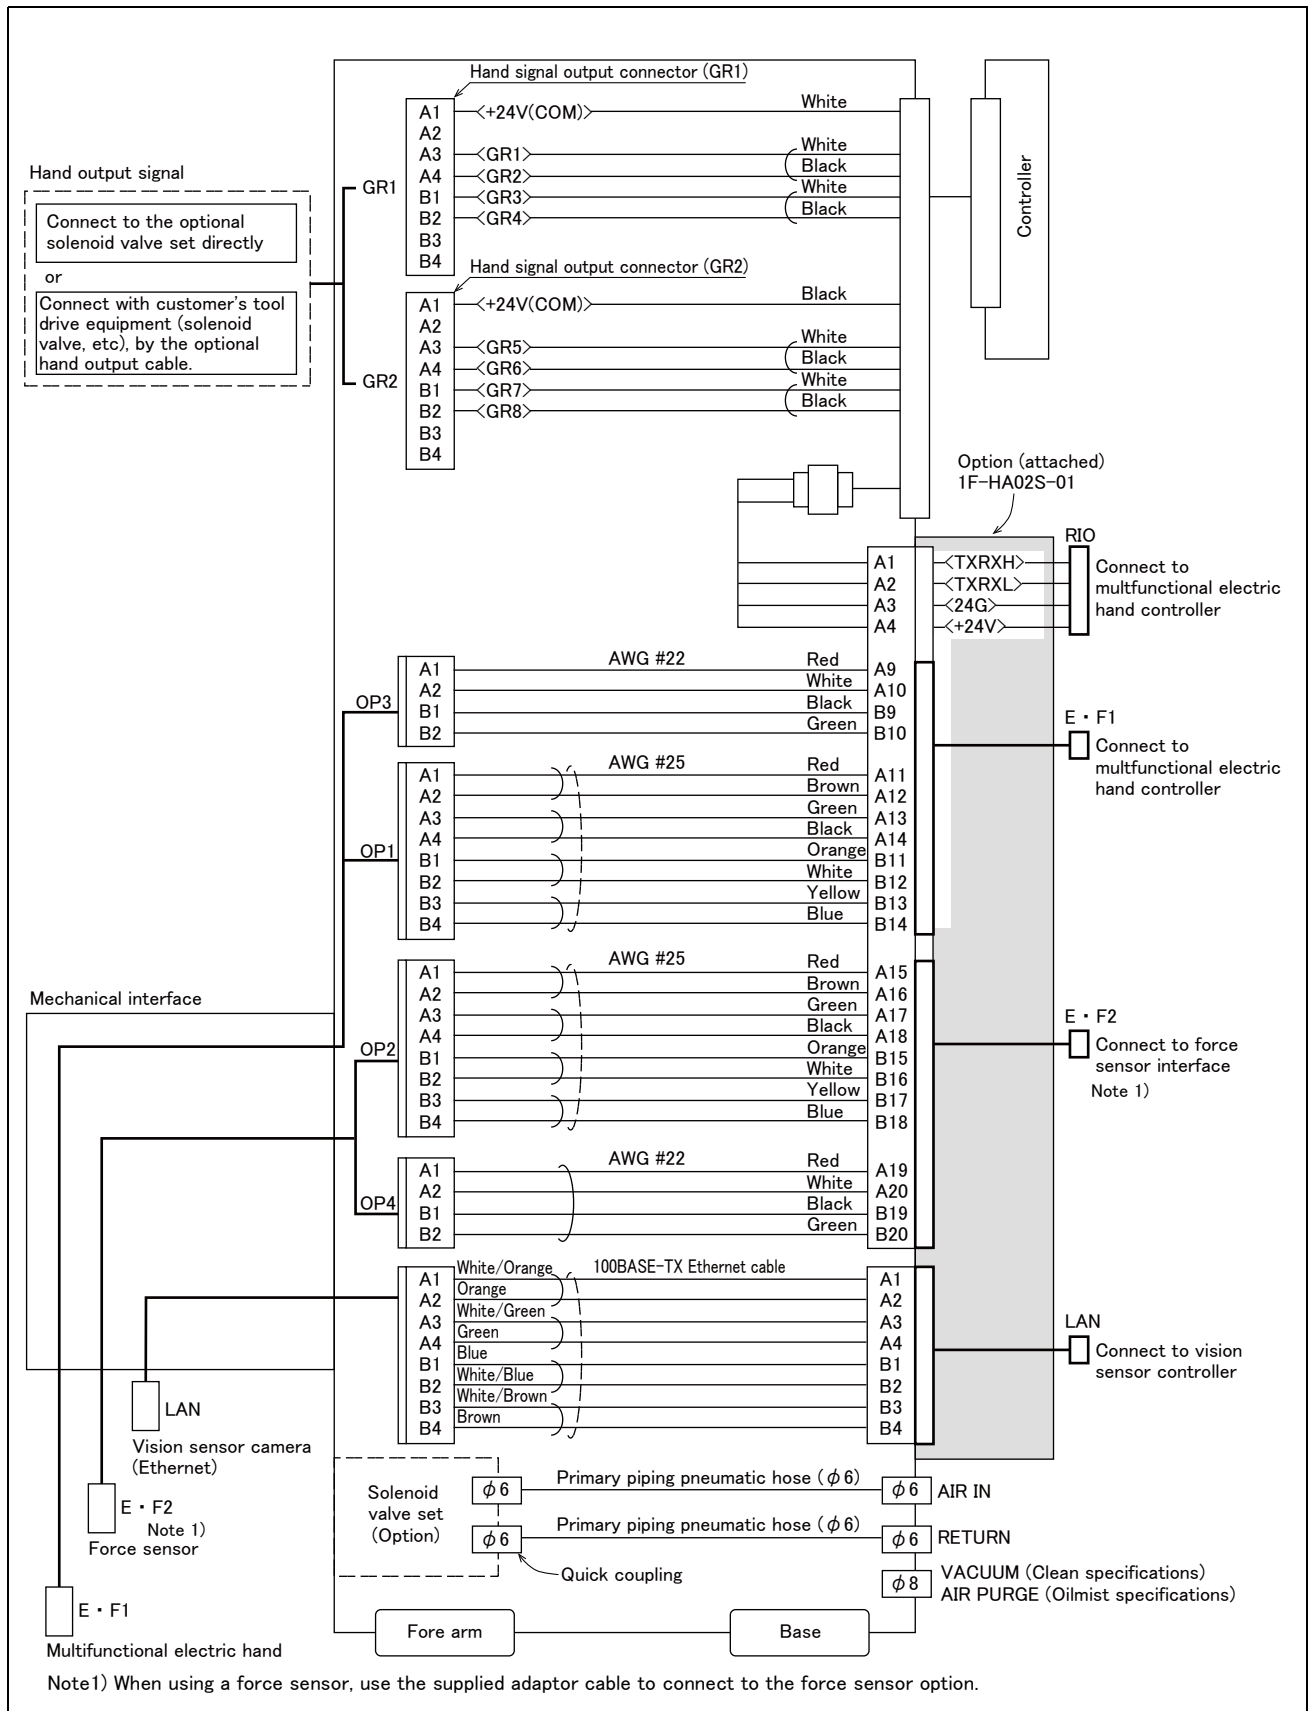 Hand signal output connector (GR1)
A1 <+24V(COM)> White
A2
A3 <GR1> White
A4 <GR2> Black
B1 <GR3> White
B2 <GR4> Black
B3
B4
Controller
Hand output signal
Connect to the optional
solenoid valve set directly
or
Connect with customer's tool
drive equipment (solenoid
valve, etc), by the optional
hand output cable.
GR1
GR2
Hand signal output connector (GR2)
A1 <+24V(COM)> Black
A2
A3 <GR5> White
A4 <GR6> Black
B1 <GR7> White
B2 <GR8> Black
B3
B4
Option (attached)
1F-HA02S-01
RIO
A1 <TXRXH>
A2 <TXRXL>
A3 <24G>
A4 <+24V>
Connect to
multfunctional electric
hand controller
OP3
AWG #22
A1 Red A9
A2 White A10
B1 Black B9
B2 Green B10
E・F1
Connect to
multfunctional electric
hand controller
OP1
AWG #25
A1 Red A11
A2 Brown A12
A3 Green A13
A4 Black A14
B1 Orange B11
B2 White B12
B3 Yellow B13
B4 Blue B14
Mechanical interface
OP2
AWG #25
A1 Red A15
A2 Brown A16
A3 Green A17
A4 Black A18
B1 Orange B15
B2 White B16
B3 Yellow B17
B4 Blue B18
E・F2
Connect to force
sensor interface
Note 1)
OP4
AWG #22
A1 Red A19
A2 White A20
B1 Black B19
B2 Green B20
100BASE-TX Ethernet cable
A1 White/Orange A1
A2 Orange A2
A3 White/Green A3
A4 Green A4
B1 Blue B1
B2 White/Blue B2
B3 White/Brown B3
B4 Brown B4
LAN
Connect to vision
sensor controller
LAN
Vision sensor camera
(Ethernet)
E・F2
Note 1)
Force sensor
E・F1
Multifunctional electric hand
Solenoid
valve set
(Option)
φ6 Primary piping pneumatic hose (φ6) φ6 AIR IN
φ6 Primary piping pneumatic hose (φ6) φ6 RETURN
Quick coupling
φ8 VACUUM (Clean specifications)
AIR PURGE (Oilmist specifications)
Fore arm
Base
Note1) When using a force sensor, use the supplied adaptor cable to connect to the force sensor option.